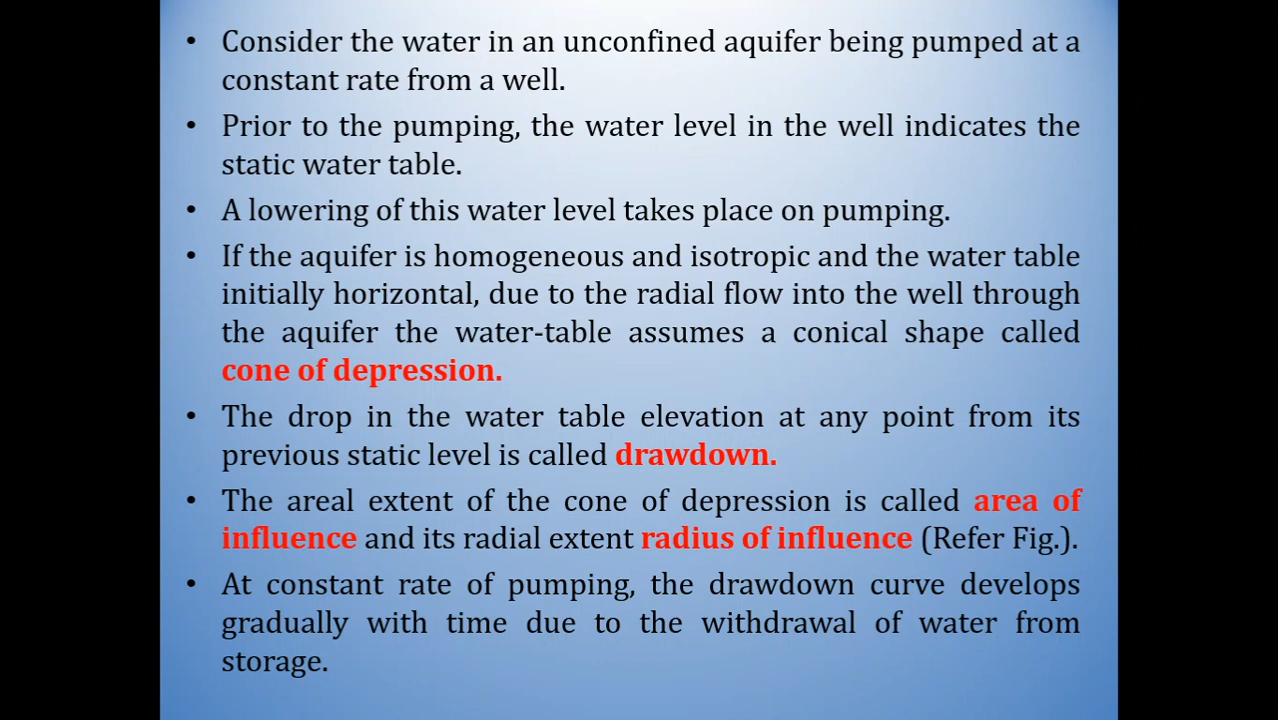 • Consider the water in an unconfined aquifer being pumped at a
constant rate from a well.
• Prior to the pumping, the water level in the well indicates the
static water table.
• A lowering of this water level takes place on pumping.
• If the aquifer is homogeneous and isotropic and the water table
initially horizontal, due to the radial flow into the well through
the aquifer the water-table assumes a conical shape called
cone of depression.
• The drop in the water table elevation at any point from its
previous static level is called drawdown.
• The areal extent of the cone of depression is called area of
influence and its radial extent radius of influence (Refer Fig.).
• At constant rate of pumping, the drawdown curve develops
gradually with time due to the withdrawal of water from
storage.